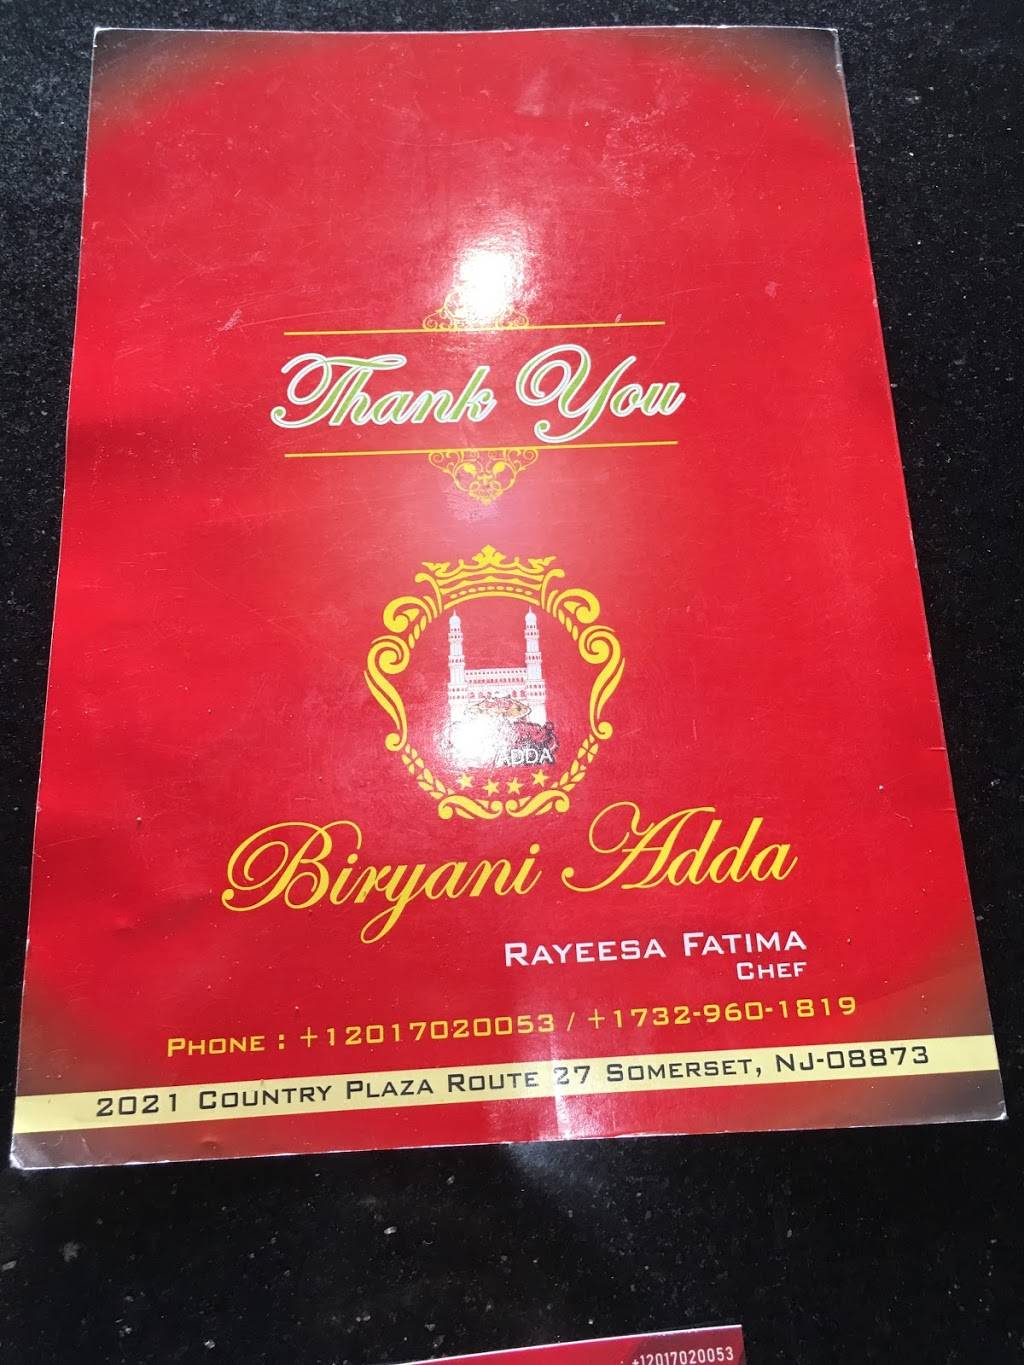 Thank You
ADDA
Biryani Adda
RAYEESA FATIMA
CHEF
PHONE : +12017020053 / +1732-960-1819
2021 COUNTRY PLAZA ROUTE 27 SOMERSET, NJ-08873
+12017020053